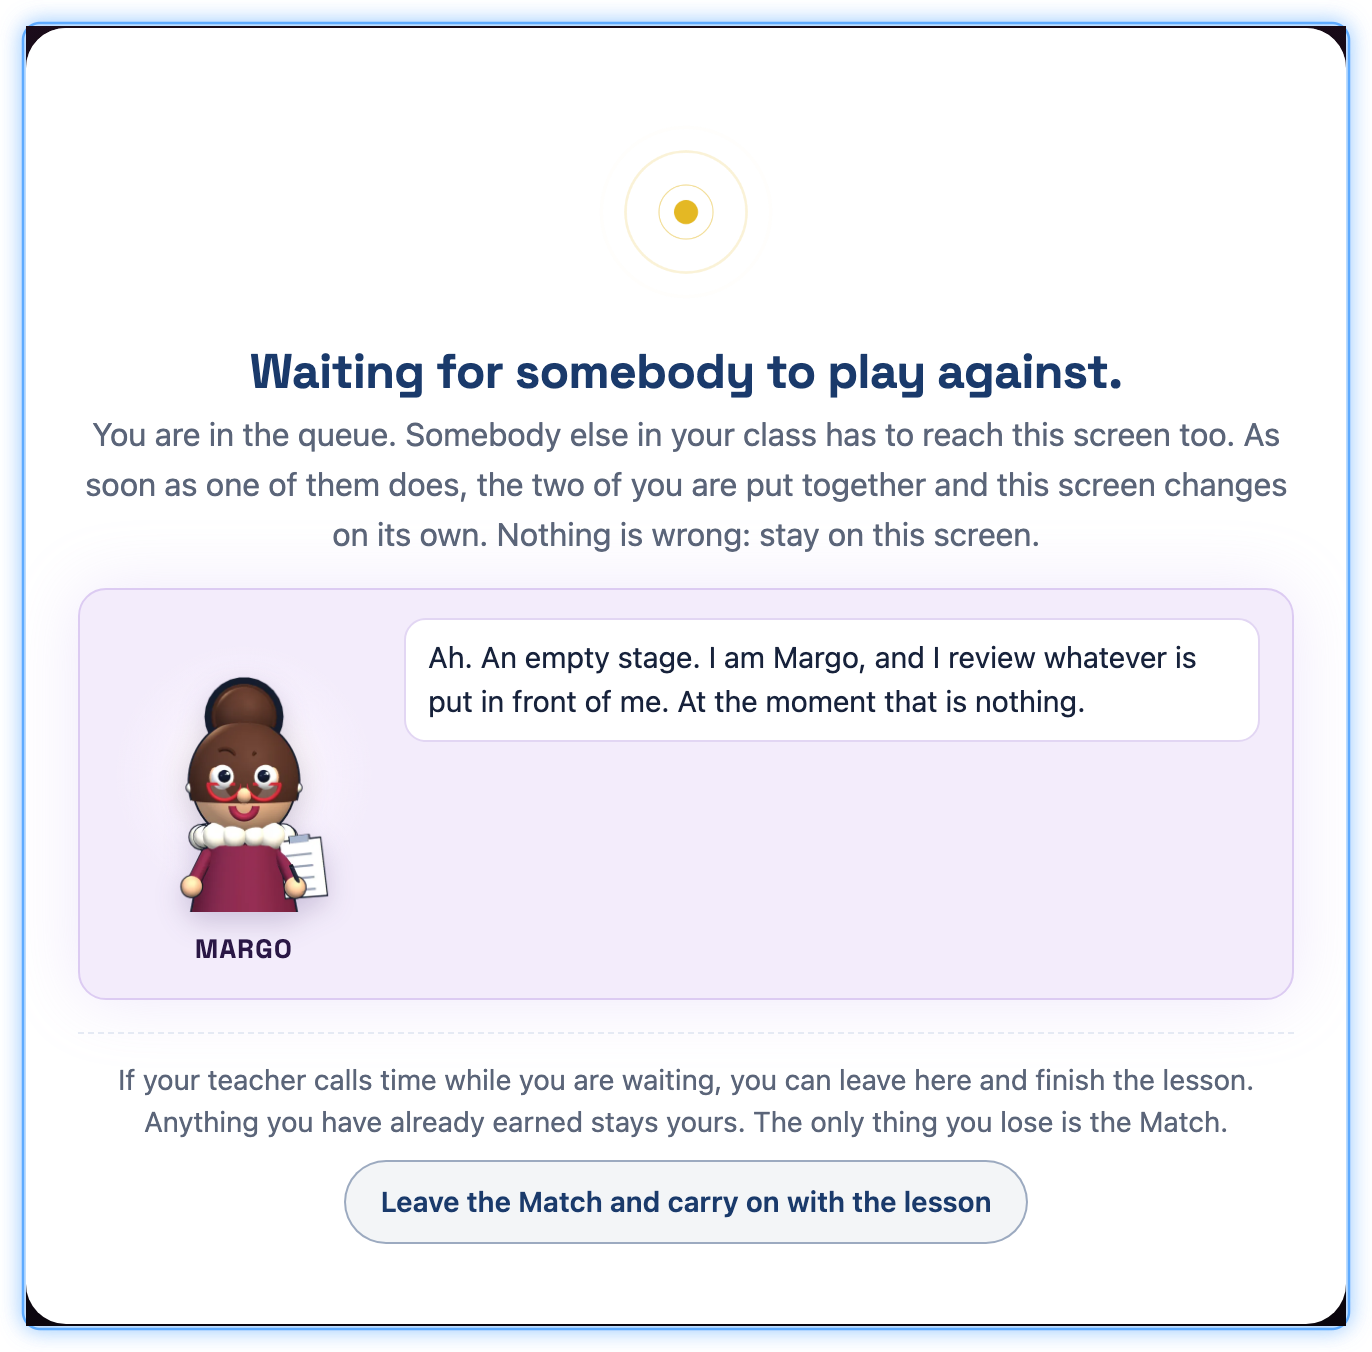 Waiting for somebody to play against.
You are in the queue. Somebody else in your class has to reach this screen too. As
soon as one of them does, the two of you are put together and this screen changes
on its own. Nothing is wrong: stay on this screen.
Ah. An empty stage. I am Margo, and I review whatever is
put in front of me. At the moment that is nothing.
MARGO
If your teacher calls time while you are waiting, you can leave here and finish the lesson.
Anything you have already earned stays yours. The only thing you lose is the Match.
Leave the Match and carry on with the lesson